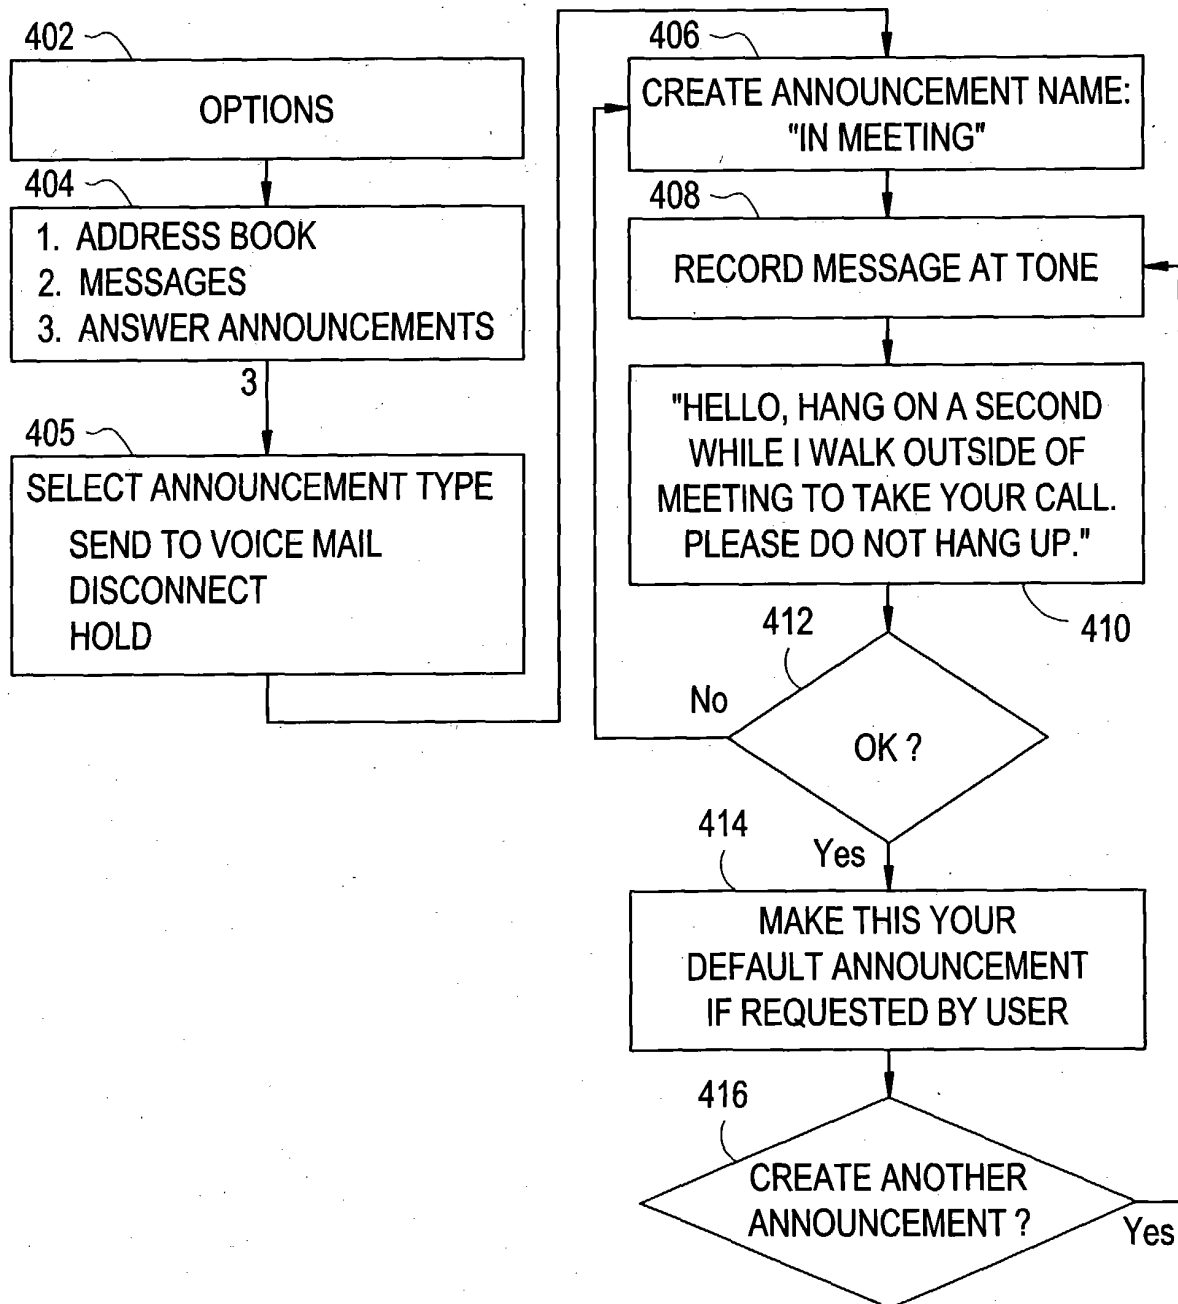 402
OPTIONS
404
1. ADDRESS BOOK
2. MESSAGES
3. ANSWER ANNOUNCEMENTS
3
405
SELECT ANNOUNCEMENT TYPE
SEND TO VOICE MAIL
DISCONNECT
HOLD
406
CREATE ANNOUNCEMENT NAME:
"IN MEETING"
408
RECORD MESSAGE AT TONE
"HELLO, HANG ON A SECOND
WHILE I WALK OUTSIDE OF
MEETING TO TAKE YOUR CALL.
PLEASE DO NOT HANG UP."
410
412
No
OK ?
Yes
414
MAKE THIS YOUR
DEFAULT ANNOUNCEMENT
IF REQUESTED BY USER
416
CREATE ANOTHER
ANNOUNCEMENT ?
Yes